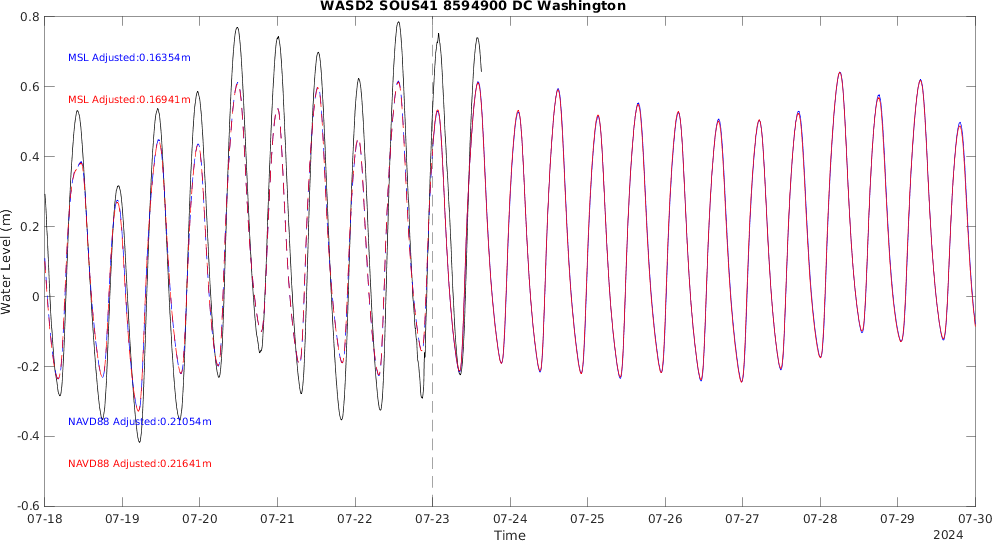 WASD2 SOUS41 8594900 DC Washington
0.8
MSL Adjusted:0.16354m
0.6
MSL Adjusted:0.16941m
0.4
0.2
Water Level (m)
0
-0.2
NAVD88 Adjusted:0.21054m
-0.4
NAVD88 Adjusted:0.21641m
-0.6
07-18 07-19 07-20 07-21 07-22 07-23 07-24 07-25 07-26 07-27 07-28 07-29 07-30
Time
2024